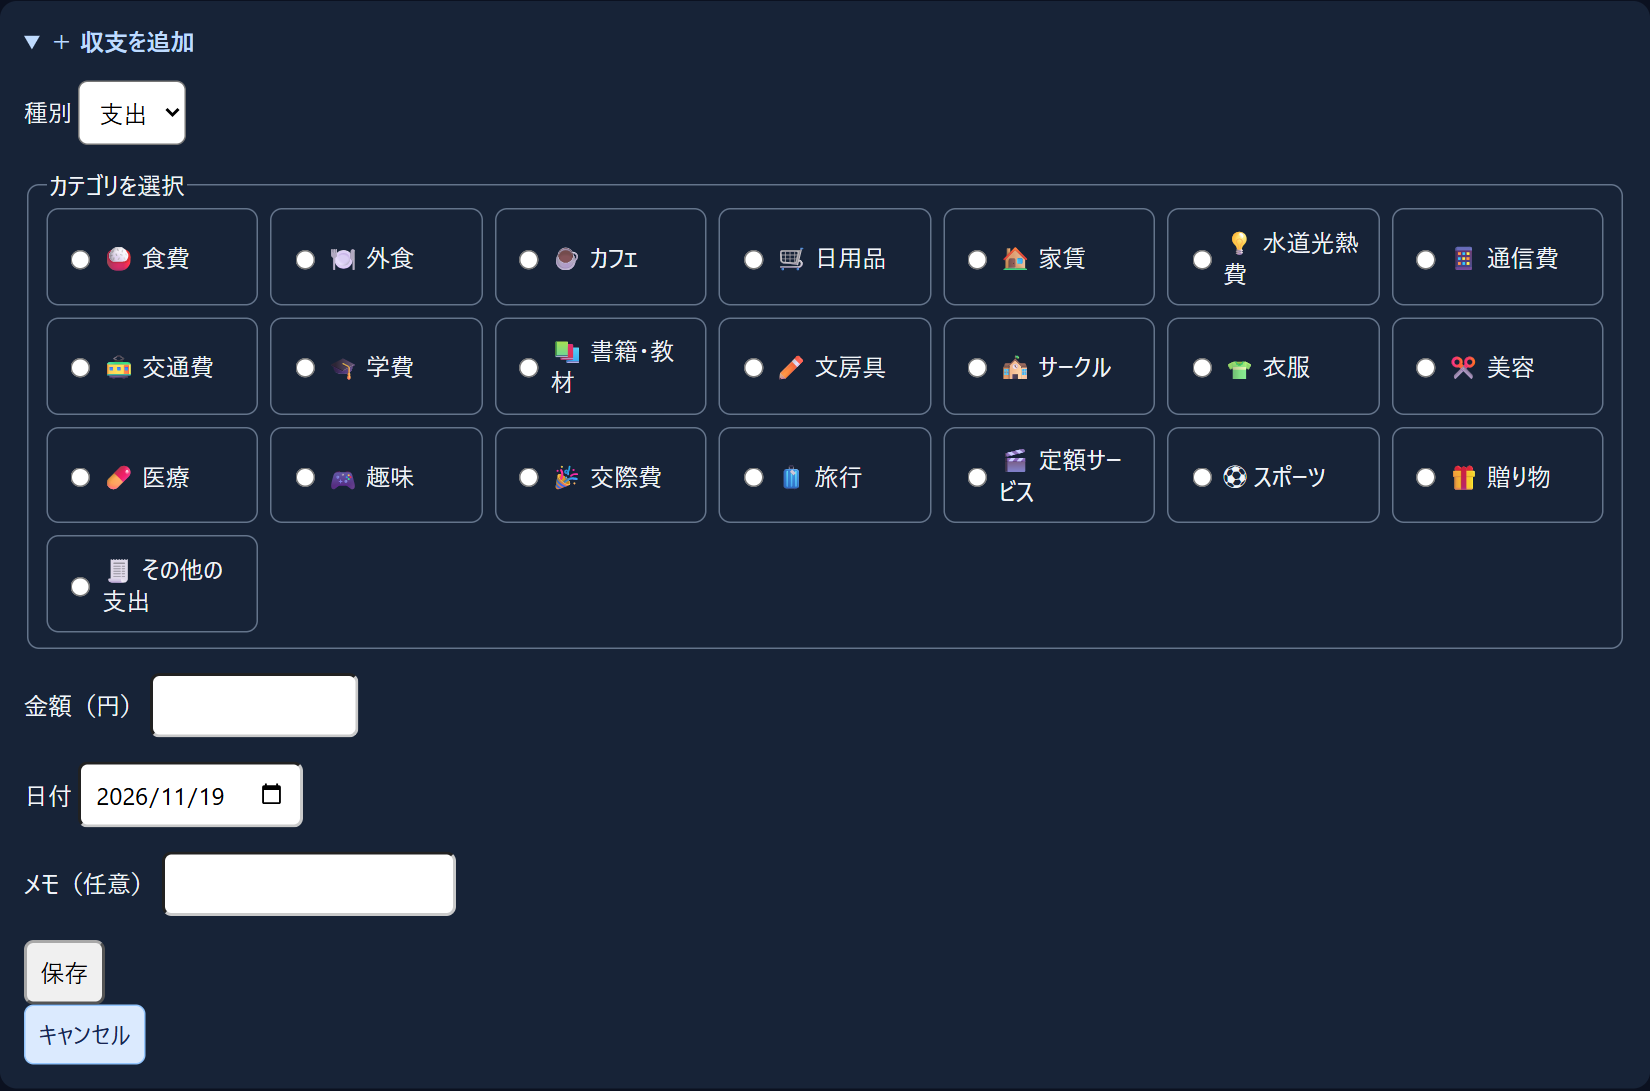 ▼ ＋ 収支を追加
種別 支出
カテゴリを選択
食費 外食 カフェ 日用品 家賃 水道光熱費 通信費
交通費 学費 書籍・教材 文房具 サークル 衣服 美容
医療 趣味 交際費 旅行 定額サービス スポーツ 贈り物
その他の支出
金額（円）
日付 2026/11/19
メモ（任意）
保存
キャンセル